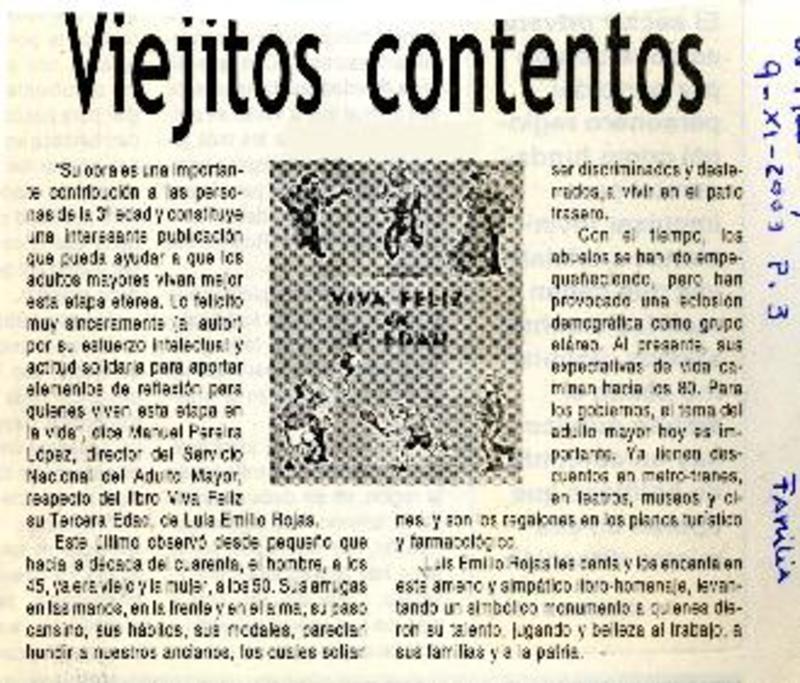 Viejitos contentos
"Su obra es una importan-
te contribución a las perso-
nas de la 3ª edad y constituye
una interesante publicación
que pueda ayudar a que los
adultos mayores vivan mejor
esta etapa eterea. Lo felicito
muy sinceramente (al autor)
por su esfuerzo intelectual y
actitud solidaria para aportar
elementos de reflexión para
quienes viven esta etapa en
la vida", dice Manuel Pereira
López, director del Servicio
Nacional del Adulto Mayor,
respecto del libro Viva Feliz
su Tercera Edad, de Luis Emilio Rojas.
Este último observó desde pequeño que
hacia la década del cuarenta, el hombre, a los
45, ya era viejo y la mujer, a los 50. Sus arrugas
en las manos, en la frente y en el alma, su paso
cansino, sus hábitos, sus modales, parecían
hundir a nuestros ancianos, los cuales solían
VIVA FELIZ
su
3ª EDAD
ser discriminados y deste-
rrados, a vivir en el patio
trasero.
Con el tiempo, los
abuelos se han ido empe-
queñeciendo, pero han
provocado una eclosión
demográfica como grupo
etáreo. Al presente, sus
expectativas de vida ca-
minan hacia los 80. Para
los gobiernos, el tema del
adulto mayor hoy es im-
portante. Ya tienen des-
cuentos en metro-trenes,
en teatros, museos y ci-
nes, y son los regalones en los planos turístico
y farmacológico.
Luis Emilio Rojas les canta y los encanta en
este ameno y simpático libro-homenaje, levan-
tando un simbólico monumento a quienes die-
ron su talento, jugando y belleza al trabajo, a
sus familias y a la patria.
9-XI-2003 P. 3
Familia